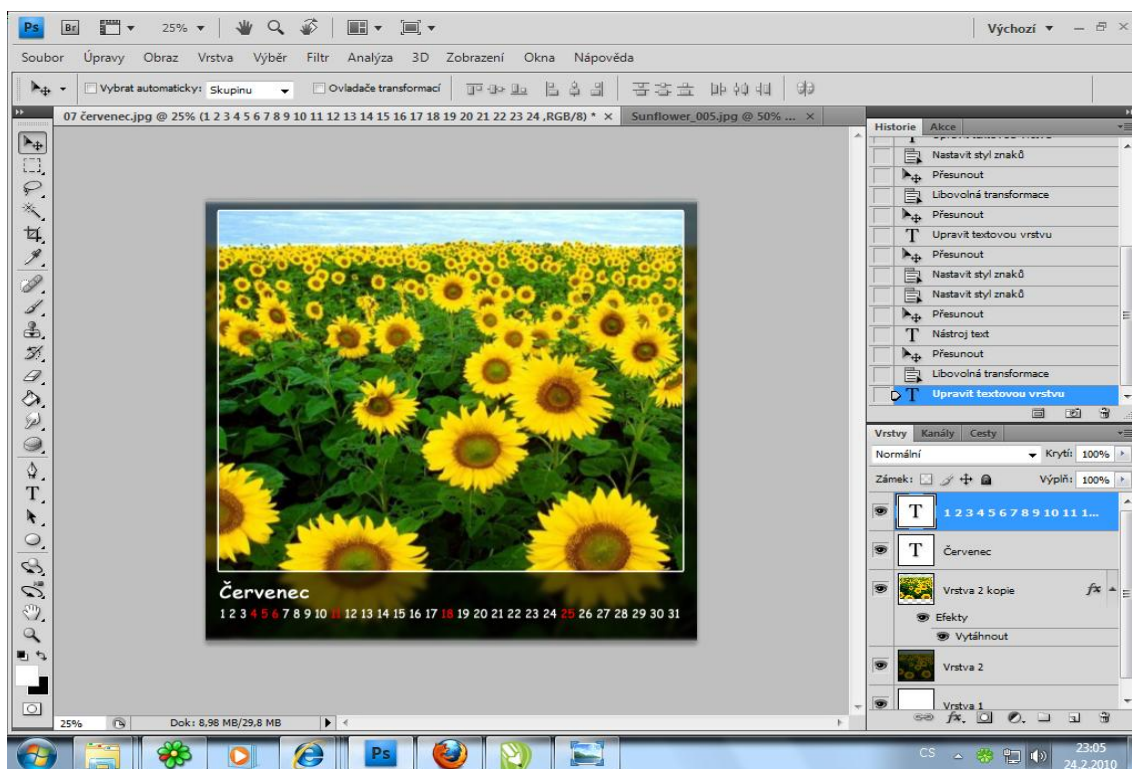 Ps Br 25% Výchozí
Soubor Úpravy Obraz Vrstva Výběr Filtr Analýza 3D Zobrazení Okna Nápověda
Vybrat automaticky: Skupinu Ovladače transformací
07 červenec.jpg @ 25% (1 2 3 4 5 6 7 8 9 10 11 12 13 14 15 16 17 18 19 20 21 22 23 24 ,RGB/8) * × Sunflower_005.jpg @ 50% ... ×
Historie Akce
Nastavit styl znaků
Přesunout
Libovolná transformace
Přesunout
Upravit textovou vrstvu
Přesunout
Nastavit styl znaků
Nastavit styl znaků
Přesunout
Nástroj text
Přesunout
Libovolná transformace
Upravit textovou vrstvu
Vrstvy Kanály Cesty
Normální Krytí: 100%
Zámek: Výplň: 100%
T 1 2 3 4 5 6 7 8 9 10 11 1...
T Červenec
Vrstva 2 kopie fx
Efekty
Vytáhnout
Vrstva 2
Vrstva 1
Červenec
1 2 3 4 5 6 7 8 9 10 11 12 13 14 15 16 17 18 19 20 21 22 23 24 25 26 27 28 29 30 31
25% Dok: 8,98 MB/29,8 MB
Ps CS 23:05
24.2.2010